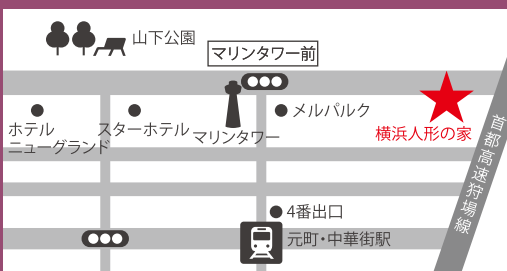 山下公園
マリンタワー前
ホテル
ニューグランド
スターホテル
マリンタワー
メルパルク
横浜人形の家
首都高速狩場線
4番出口
元町・中華街駅